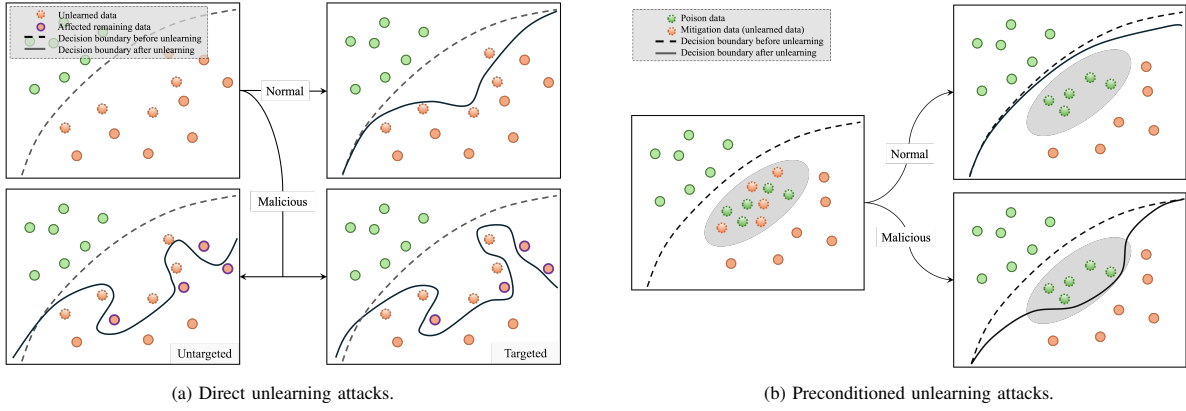 Unlearned data
Affected remaining data
Decision boundary before unlearning
Decision boundary after unlearning
Normal
Malicious
Untargeted
Targeted
(a) Direct unlearning attacks.
Poison data
Mitigation data (unlearned data)
Decision boundary before unlearning
Decision boundary after unlearning
Normal
Malicious
(b) Preconditioned unlearning attacks.